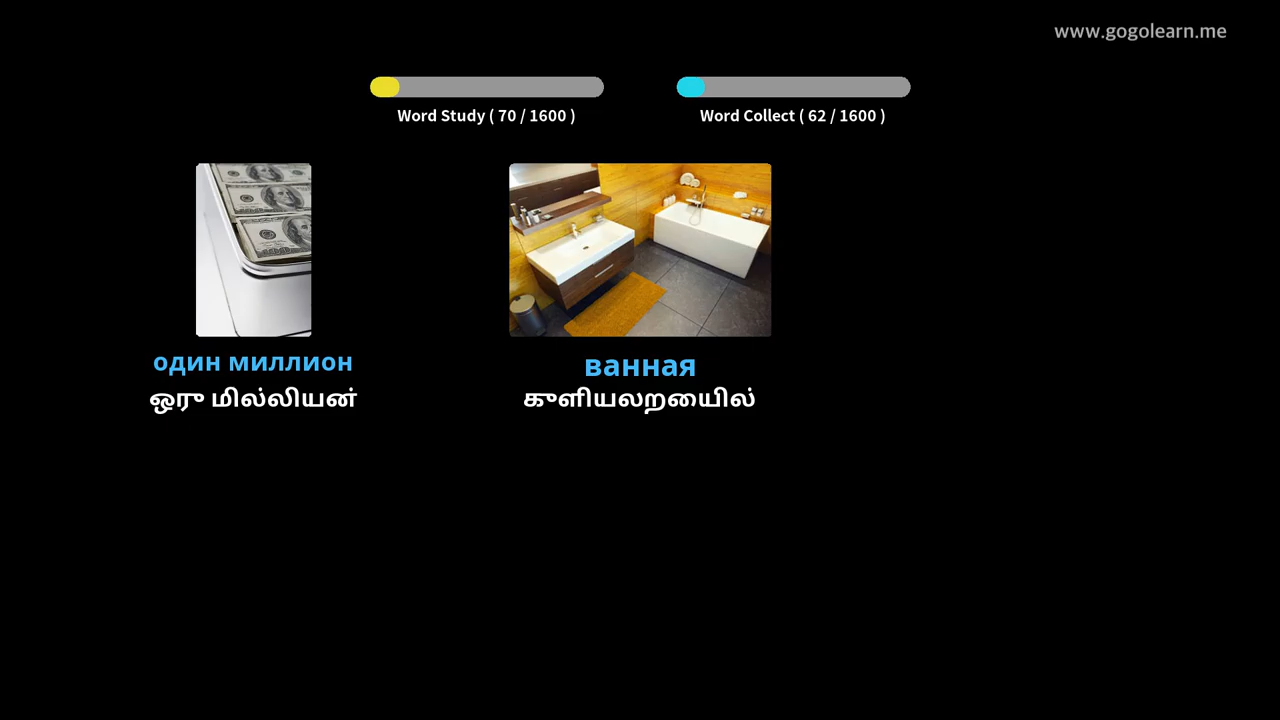 www.gogolearn.me
Word Study ( 70 / 1600 )
Word Collect ( 62 / 1600 )
один миллион
ஒரு மில்லியன்
ванная
குளியலறையில்